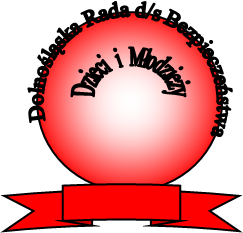 Dolnośląska Rada d/s Bezpieczeństwa
Dzieci i Młodzieży